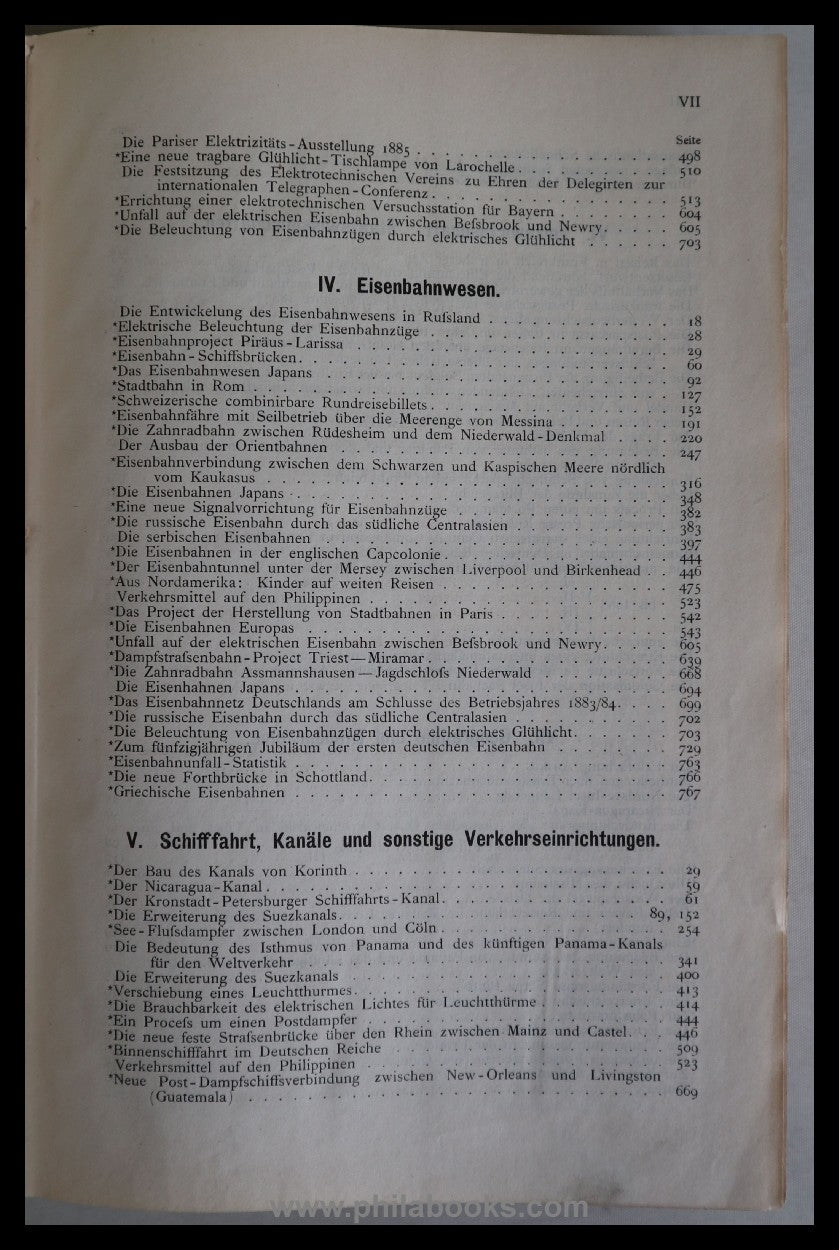 VII
Seite
Die Pariser Elektrizitäts-Ausstellung 1885 . . . . . . . . . . . . . . 498
*Eine neue tragbare Glühlicht-Tischlampe von Larochelle . . . . . . . . . 510
Die Festsitzung des Elektrotechnischen Vereins zu Ehren der Delegirten zur
internationalen Telegraphen-Conferenz . . . . . . . . . . . . . . 513
*Errichtung einer elektrotechnischen Versuchsstation für Bayern . . . . . . . 604
*Unfall auf der elektrischen Eisenbahn zwischen Beſsbrook und Newry . . . . . 605
*Die Beleuchtung von Eisenbahnzügen durch elektrisches Glühlicht . . . . . . 703
IV. Eisenbahnwesen.
Die Entwickelung des Eisenbahnwesens in Ruſsland . . . . . . . . . . 18
*Elektrische Beleuchtung der Eisenbahnzüge . . . . . . . . . . . . . 28
*Eisenbahnproject Piräus-Larissa . . . . . . . . . . . . . . . . 29
*Eisenbahn-Schiffsbrücken . . . . . . . . . . . . . . . . . . 60
*Das Eisenbahnwesen Japans . . . . . . . . . . . . . . . . . 92
*Stadtbahn in Rom . . . . . . . . . . . . . . . . . . . . 127
*Schweizerische combinirbare Rundreisebillets . . . . . . . . . . . . 152
*Eisenbahnfähre mit Seilbetrieb über die Meerenge von Messina . . . . . . . 191
*Die Zahnradbahn zwischen Rüdesheim und dem Niederwald-Denkmal . . . . 220
Der Ausbau der Orientbahnen . . . . . . . . . . . . . . . . 247
*Eisenbahnverbindung zwischen dem Schwarzen und Kaspischen Meere nördlich
vom Kaukasus . . . . . . . . . . . . . . . . . . . . 316
*Die Eisenbahnen Japans . . . . . . . . . . . . . . . . . . 348
*Eine neue Signalvorrichtung für Eisenbahnzüge . . . . . . . . . . . . 382
*Die russische Eisenbahn durch das südliche Centralasien . . . . . . . . . 383
Die serbischen Eisenbahnen . . . . . . . . . . . . . . . . . 397
*Die Eisenbahnen in der englischen Capcolonie . . . . . . . . . . . . 444
*Der Eisenbahntunnel unter der Mersey zwischen Liverpool und Birkenhead . . 446
*Aus Nordamerika: Kinder auf weiten Reisen . . . . . . . . . . . . . 475
Verkehrsmittel auf den Philippinen . . . . . . . . . . . . . . . 523
*Das Project der Herstellung von Stadtbahnen in Paris . . . . . . . . . . 542
*Die Eisenbahnen Europas . . . . . . . . . . . . . . . . . . 543
*Unfall auf der elektrischen Eisenbahn zwischen Beſsbrook und Newry . . . . . 605
*Dampfstraſsenbahn-Project Triest—Miramar . . . . . . . . . . . . . 639
*Die Zahnradbahn Assmannshausen—Jagdschloſs Niederwald . . . . . . . . 668
Die Eisenhahnen Japans . . . . . . . . . . . . . . . . . . 694
*Das Eisenbahnnetz Deutschlands am Schlusse des Betriebsjahres 1883/84 . . . . 699
*Die russische Eisenbahn durch das südliche Centralasien . . . . . . . . . 702
*Die Beleuchtung von Eisenbahnzügen durch elektrisches Glühlicht . . . . . . 703
*Zum fünfzigjährigen Jubiläum der ersten deutschen Eisenbahn . . . . . . . 729
*Eisenbahnunfall-Statistik . . . . . . . . . . . . . . . . . . 763
*Die neue Forthbrücke in Schottland . . . . . . . . . . . . . . . 766
*Griechische Eisenbahnen . . . . . . . . . . . . . . . . . . 767
V. Schifffahrt, Kanäle und sonstige Verkehrseinrichtungen.
*Der Bau des Kanals von Korinth . . . . . . . . . . . . . . . . 29
*Der Nicaragua-Kanal . . . . . . . . . . . . . . . . . . . 59
*Der Kronstadt-Petersburger Schifffahrts-Kanal . . . . . . . . . . . . 61
*Die Erweiterung des Suezkanals . . . . . . . . . . . . . . . 89, 152
*See-Fluſsdampfer zwischen London und Cöln . . . . . . . . . . . . 254
Die Bedeutung des Isthmus von Panama und des künftigen Panama-Kanals
für den Weltverkehr . . . . . . . . . . . . . . . . . . 341
Die Erweiterung des Suezkanals . . . . . . . . . . . . . . . . 400
*Verschiebung eines Leuchtthurmes . . . . . . . . . . . . . . . . 413
*Die Brauchbarkeit des elektrischen Lichtes für Leuchtthürme . . . . . . . . 414
*Ein Proceſs um einen Postdampfer . . . . . . . . . . . . . . . 444
*Die neue feste Straſsenbrücke über den Rhein zwischen Mainz und Castel . . . 446
*Binnenschifffahrt im Deutschen Reiche . . . . . . . . . . . . . . 509
Verkehrsmittel auf den Philippinen . . . . . . . . . . . . . . . 523
*Neue Post-Dampfschiffsverbindung zwischen New-Orleans und Livingston
(Guatemala) . . . . . . . . . . . . . . . . . . . . . 669
www.philabooks.com